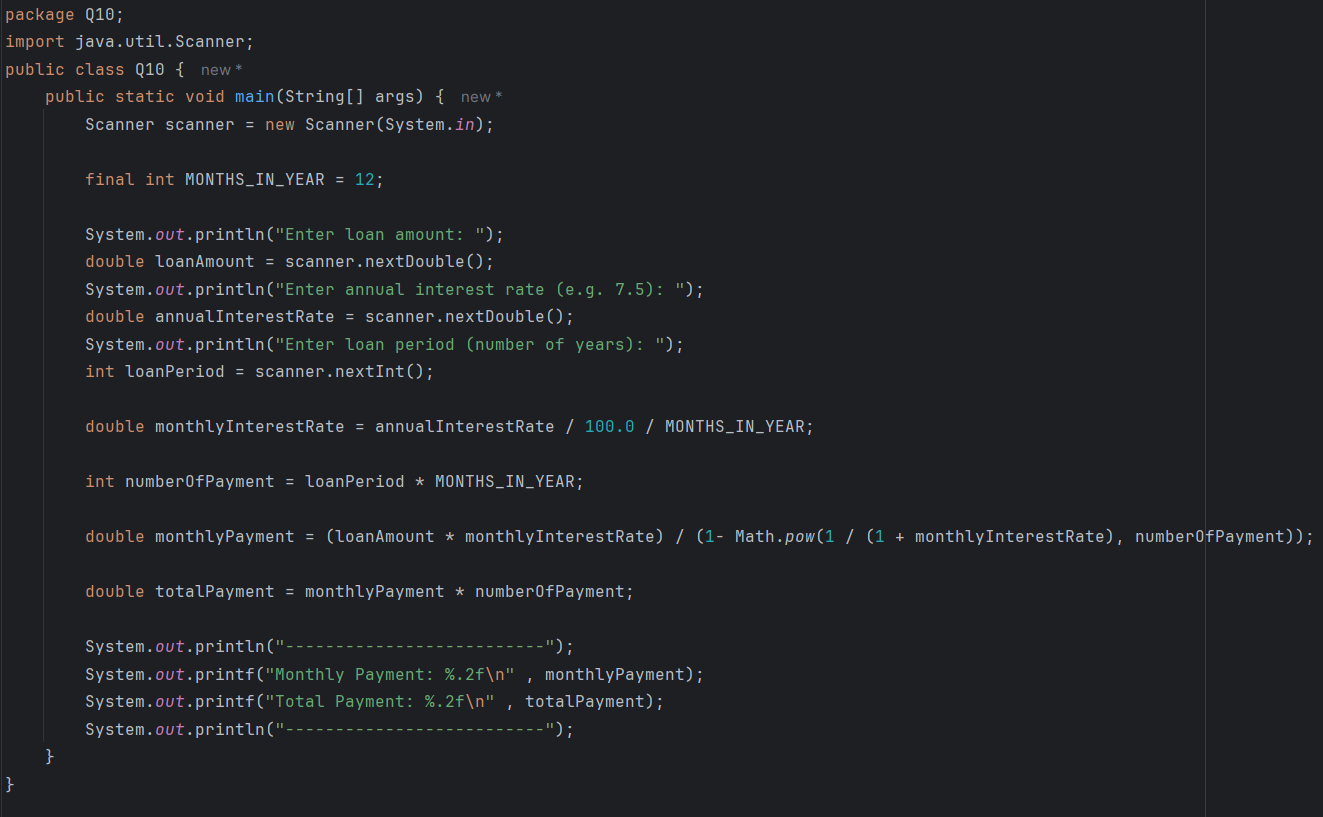 package Q10;
import java.util.Scanner;
public class Q10 {  new *
    public static void main(String[] args) {  new *
        Scanner scanner = new Scanner(System.in);

        final int MONTHS_IN_YEAR = 12;

        System.out.println("Enter loan amount: ");
        double loanAmount = scanner.nextDouble();
        System.out.println("Enter annual interest rate (e.g. 7.5): ");
        double annualInterestRate = scanner.nextDouble();
        System.out.println("Enter loan period (number of years): ");
        int loanPeriod = scanner.nextInt();

        double monthlyInterestRate = annualInterestRate / 100.0 / MONTHS_IN_YEAR;

        int numberOfPayment = loanPeriod * MONTHS_IN_YEAR;

        double monthlyPayment = (loanAmount * monthlyInterestRate) / (1- Math.pow(1 / (1 + monthlyInterestRate), numberOfPayment));

        double totalPayment = monthlyPayment * numberOfPayment;

        System.out.println("--------------------------");
        System.out.printf("Monthly Payment: %.2f\n" , monthlyPayment);
        System.out.printf("Total Payment: %.2f\n" , totalPayment);
        System.out.println("--------------------------");
    }
}